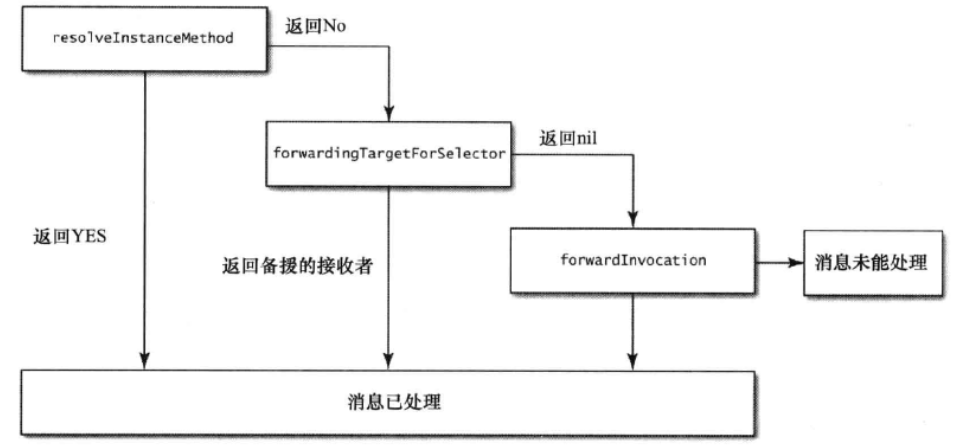 resolveInstanceMethod
返回No
forwardingTargetForSelector
返回nil
返回YES
返回备援的接收者
forwardInvocation
消息未能处理
消息已处理